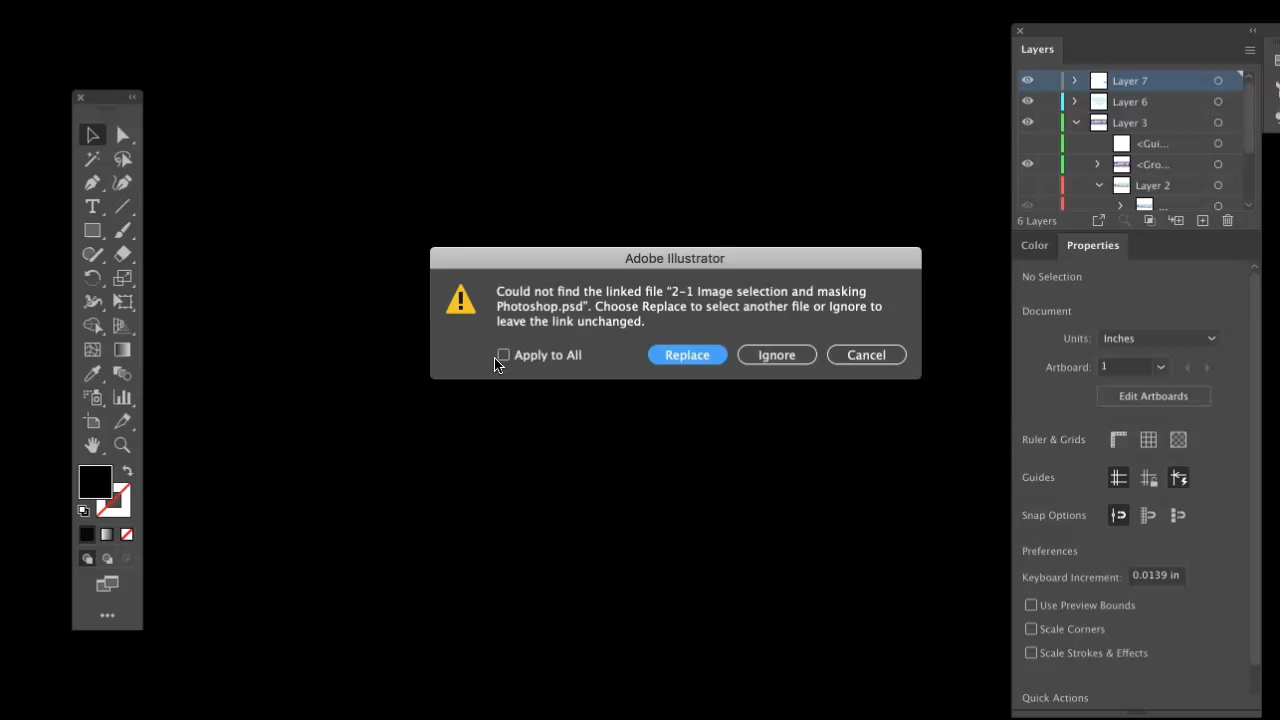 Layers
Layer 7
Layer 6
Layer 3
<Gui...
<Gro...
Layer 2
...
6 Layers
Color Properties
No Selection
Document
Units: Inches
Artboard: 1
Edit Artboards
Ruler & Grids
Guides
Snap Options
Preferences
Keyboard Increment: 0.0139 in
Use Preview Bounds
Scale Corners
Scale Strokes & Effects
Quick Actions
Adobe Illustrator
Could not find the linked file “2-1 Image selection and masking
Photoshop.psd”. Choose Replace to select another file or Ignore to
leave the link unchanged.
Apply to All Replace Ignore Cancel